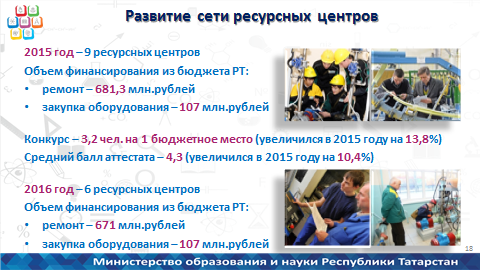 Развитие сети ресурсных центров
2015 год – 9 ресурсных центров
Объем финансирования из бюджета РТ:
• ремонт – 681,3 млн.рублей
• закупка оборудования – 107 млн.рублей
Конкурс – 3,2 чел. на 1 бюджетное место (увеличился в 2015 году на 13,8%)
Средний балл аттестата – 4,3 (увеличился в 2015 году на 10,4%)
2016 год – 6 ресурсных центров
Объем финансирования из бюджета РТ:
• ремонт – 671 млн.рублей
• закупка оборудования – 107 млн.рублей
18
Министерство образования и науки Республики Татарстан